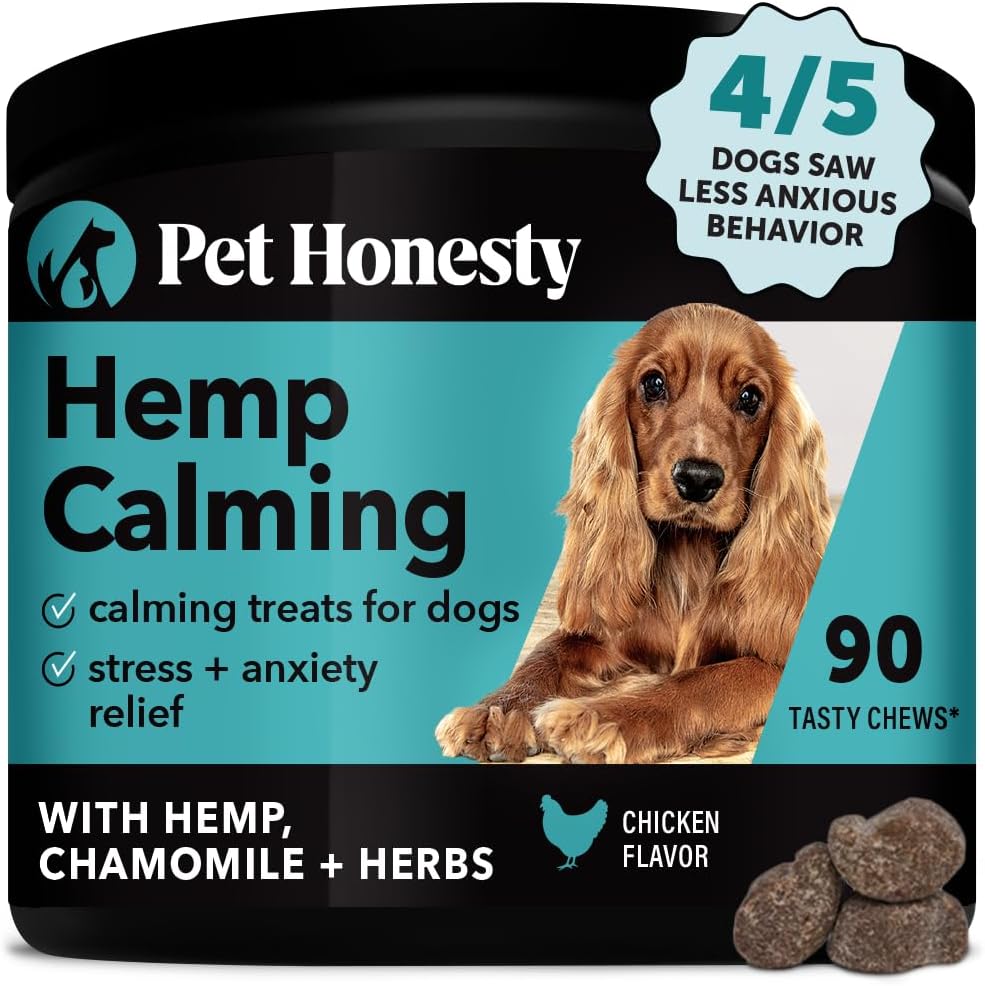 4/5
DOGS SAW
LESS ANXIOUS
BEHAVIOR
Pet Honesty
Hemp
Calming
calming treats for dogs
stress + anxiety
relief
90
TASTY CHEWS*
WITH HEMP,
CHAMOMILE + HERBS
CHICKEN
FLAVOR